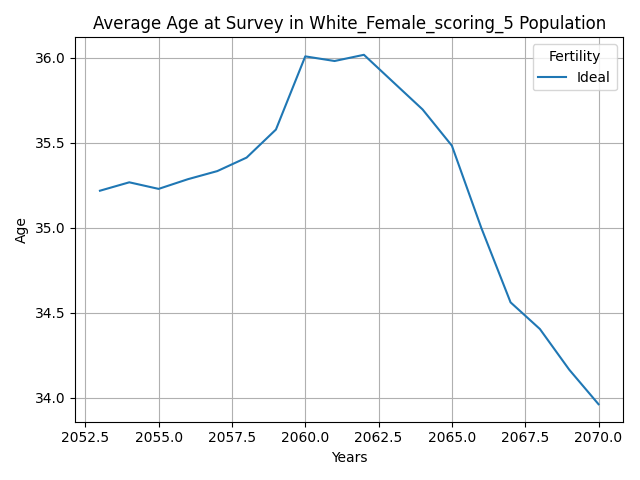 Average Age at Survey in White_Female_scoring_5 Population
Fertility
Ideal
36.0
35.5
35.0
34.5
34.0
Age
2052.5 2055.0 2057.5 2060.0 2062.5 2065.0 2067.5 2070.0
Years